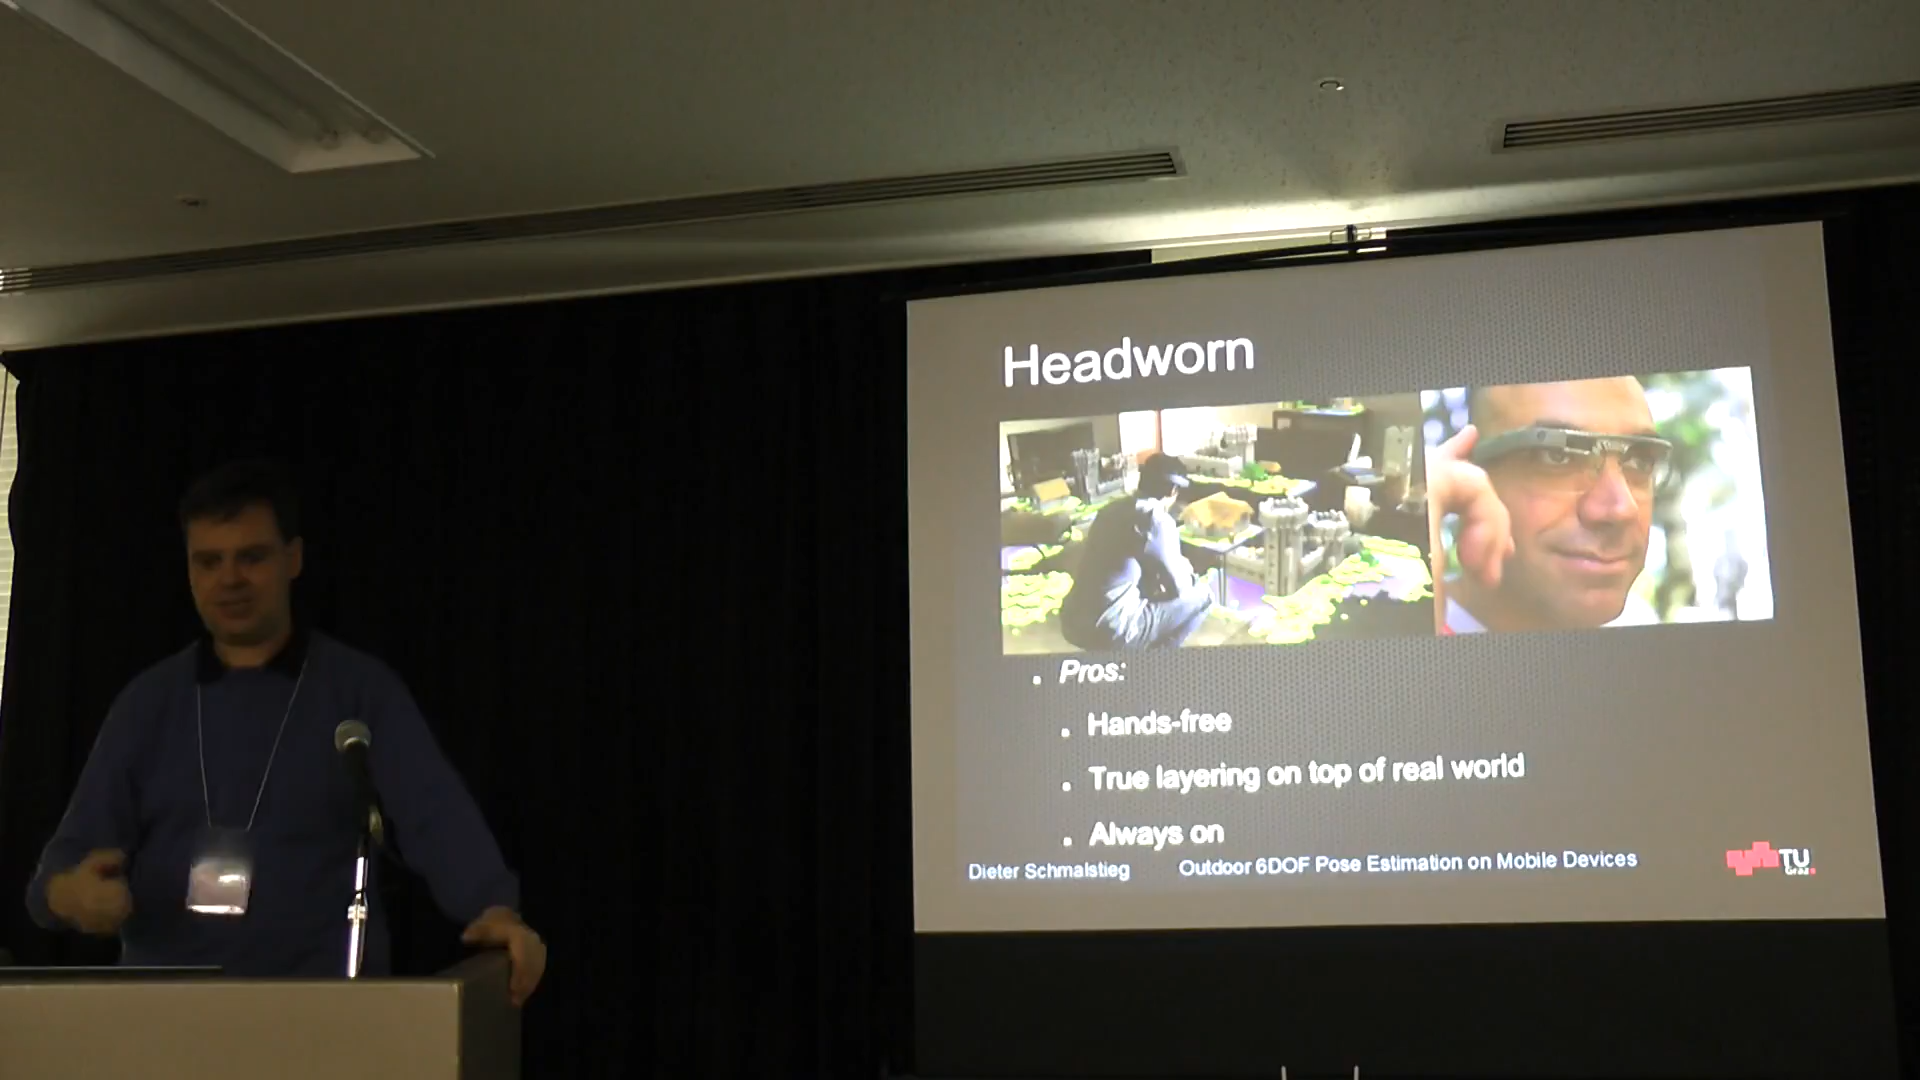 Headworn
Pros:
Hands-free
True layering on top of real world
Always on
Dieter Schmalstieg Outdoor 6DOF Pose Estimation on Mobile Devices
TU
Graz